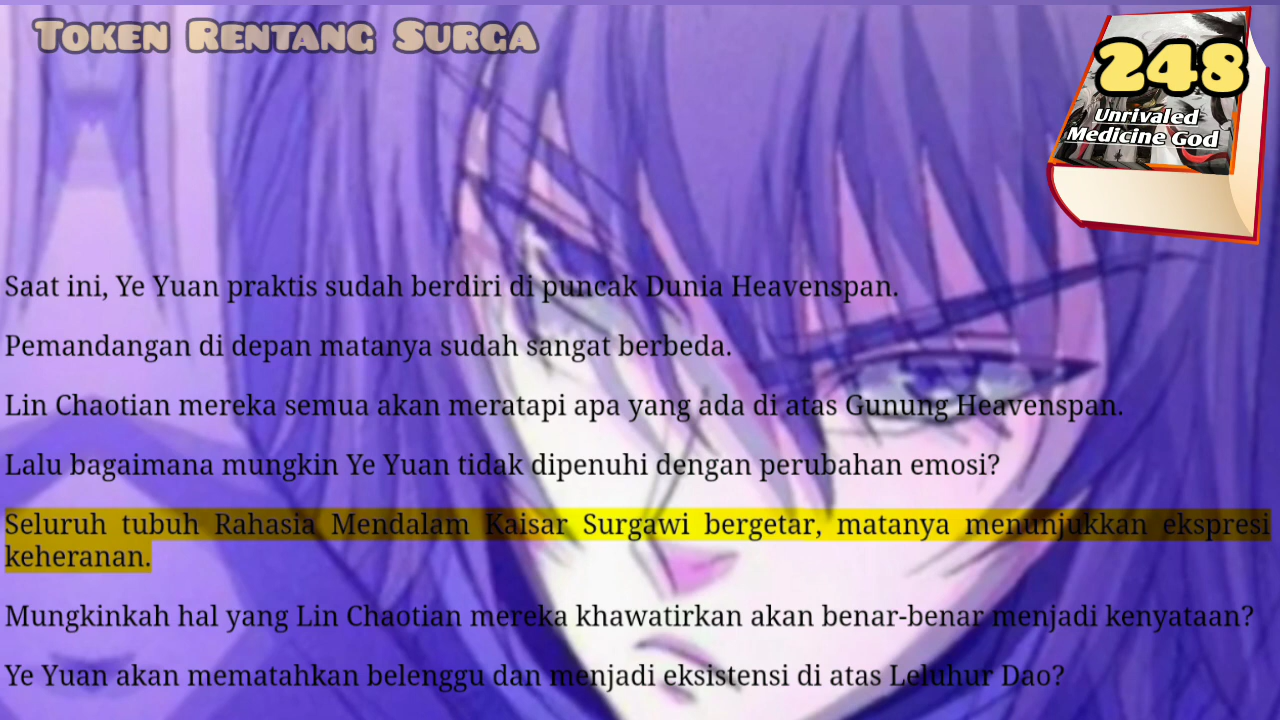 Token Rentang Surga
248
Unrivaled
Medicine God
Saat ini, Ye Yuan praktis sudah berdiri di puncak Dunia Heavenspan.
Pemandangan di depan matanya sudah sangat berbeda.
Lin Chaotian mereka semua akan meratapi apa yang ada di atas Gunung Heavenspan.
Lalu bagaimana mungkin Ye Yuan tidak dipenuhi dengan perubahan emosi?
Seluruh tubuh Rahasia Mendalam Kaisar Surgawi bergetar, matanya menunjukkan ekspresi
keheranan.
Mungkinkah hal yang Lin Chaotian mereka khawatirkan akan benar-benar menjadi kenyataan?
Ye Yuan akan mematahkan belenggu dan menjadi eksistensi di atas Leluhur Dao?